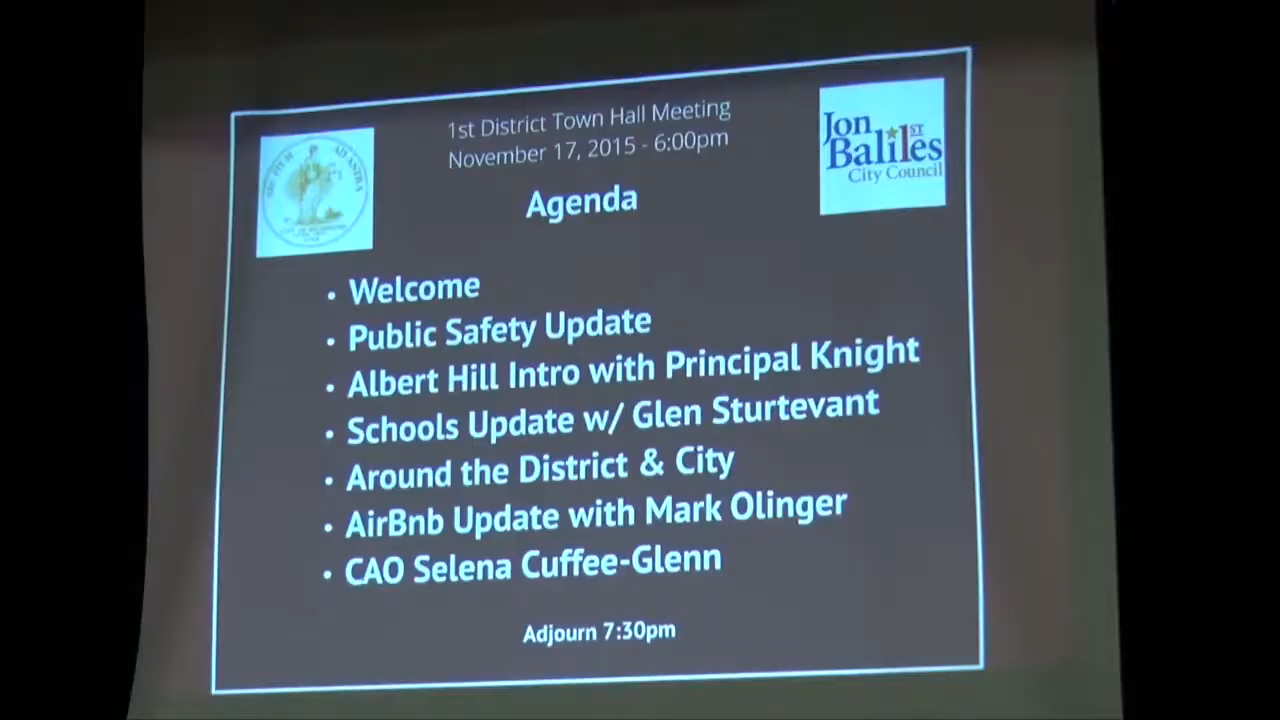 1st District Town Hall Meeting
November 17, 2015 - 6:00pm
Jon
Baliles
1ST
City Council
Agenda
• Welcome
• Public Safety Update
• Albert Hill Intro with Principal Knight
• Schools Update w/ Glen Sturtevant
• Around the District & City
• AirBnb Update with Mark Olinger
• CAO Selena Cuffee-Glenn
Adjourn 7:30pm